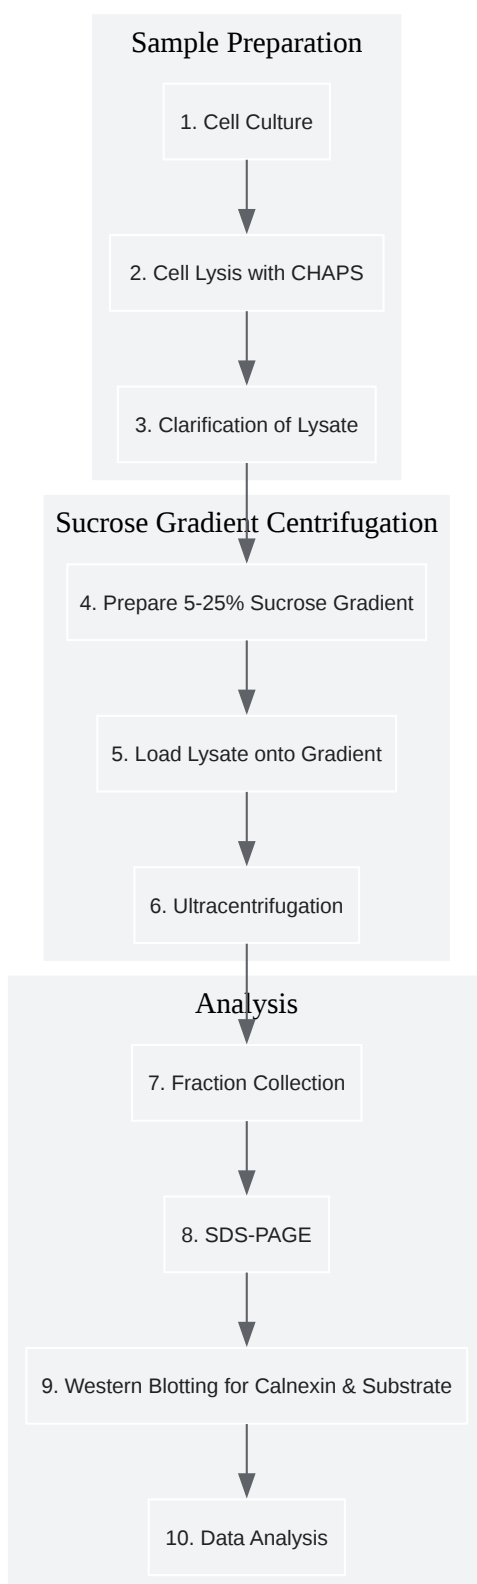 Sample Preparation
1. Cell Culture
2. Cell Lysis with CHAPS
3. Clarification of Lysate
Sucrose Gradient Centrifugation
4. Prepare 5-25% Sucrose Gradient
5. Load Lysate onto Gradient
6. Ultracentrifugation
Analysis
7. Fraction Collection
8. SDS-PAGE
9. Western Blotting for Calnexin & Substrate
10. Data Analysis